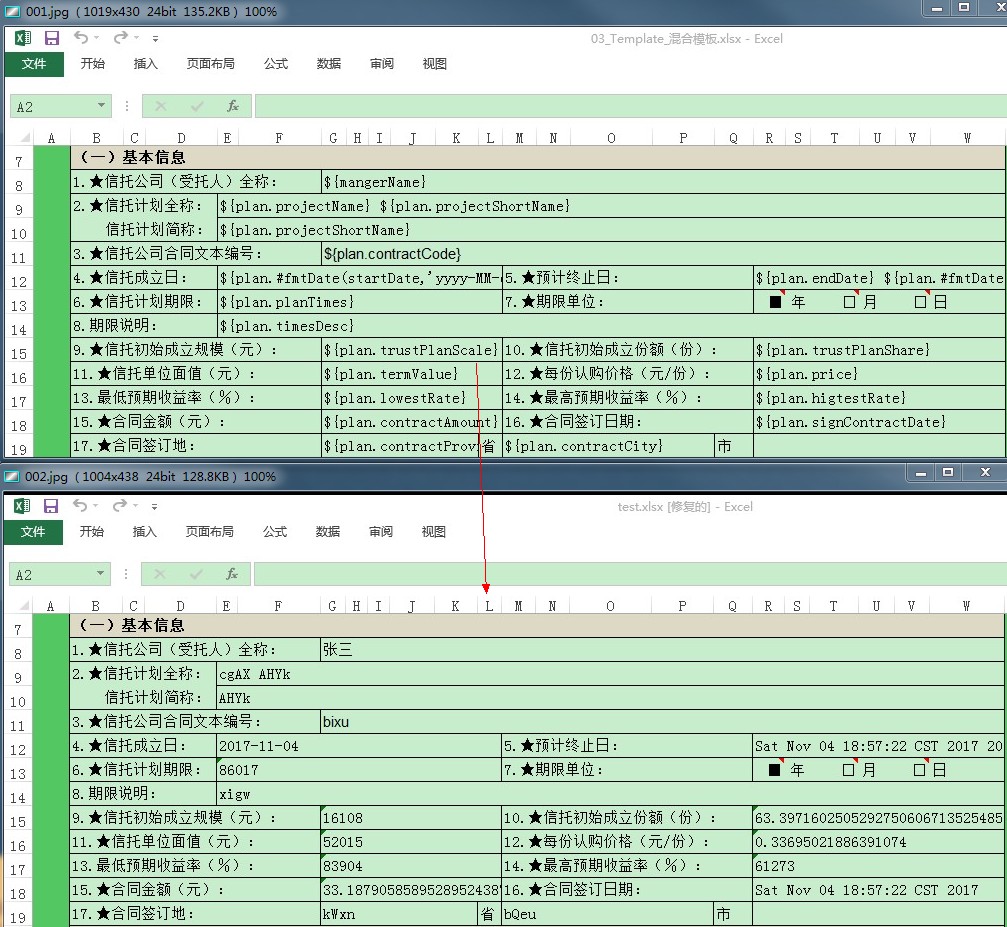 001.jpg (1019x430 24bit 135.2KB) 100%
03_Template_混合模板.xlsx - Excel
文件 开始 插入 页面布局 公式 数据 审阅 视图
A2 fx
A B C D E F G H I J K L M N O P Q R S T U V W
7 （一）基本信息
8 1.★信托公司（受托人）全称： ${mangerName}
9 2.★信托计划全称： ${plan.projectName} ${plan.projectShortName}
10 信托计划简称： ${plan.projectShortName}
11 3.★信托公司合同文本编号： ${plan.contractCode}
12 4.★信托成立日： ${plan.#fmtDate(startDate,'yyyy-MM- 5.★预计终止日： ${plan.endDate} ${plan.#fmtDate
13 6.★信托计划期限： ${plan.planTimes} 7.★期限单位： ■ 年 □ 月 □ 日
14 8.期限说明： ${plan.timesDesc}
15 9.★信托初始成立规模（元）： ${plan.trustPlanScale} 10.★信托初始成立份额（份）： ${plan.trustPlanShare}
16 11.★信托单位面值（元）： ${plan.termValue} 12.★每份认购价格（元/份）： ${plan.price}
17 13.最低预期收益率（％）： ${plan.lowestRate} 14.★最高预期收益率（％）： ${plan.higtestRate}
18 15.★合同金额（元）： ${plan.contractAmount} 16.★合同签订日期： ${plan.signContractDate}
19 17.★合同签订地： ${plan.contractProv 省 ${plan.contractCity} 市
002.jpg (1004x438 24bit 128.8KB) 100%
test.xlsx [修复的] - Excel
文件 开始 插入 页面布局 公式 数据 审阅 视图
A2 fx
A B C D E F G H I J K L M N O P Q R S T U V W
7 （一）基本信息
8 1.★信托公司（受托人）全称： 张三
9 2.★信托计划全称： cgAX AHYk
10 信托计划简称： AHYk
11 3.★信托公司合同文本编号： bixu
12 4.★信托成立日： 2017-11-04 5.★预计终止日： Sat Nov 04 18:57:22 CST 2017 20
13 6.★信托计划期限： 86017 7.★期限单位： ■ 年 □ 月 □ 日
14 8.期限说明： xigw
15 9.★信托初始成立规模（元）： 16108 10.★信托初始成立份额（份）： 63.3971602505292750606713525485
16 11.★信托单位面值（元）： 52015 12.★每份认购价格（元/份）： 0.33695021886391074
17 13.最低预期收益率（％）： 83904 14.★最高预期收益率（％）： 61273
18 15.★合同金额（元）： 33.1879058589528952438 16.★合同签订日期： Sat Nov 04 18:57:22 CST 2017
19 17.★合同签订地： kWxn 省 bQeu 市